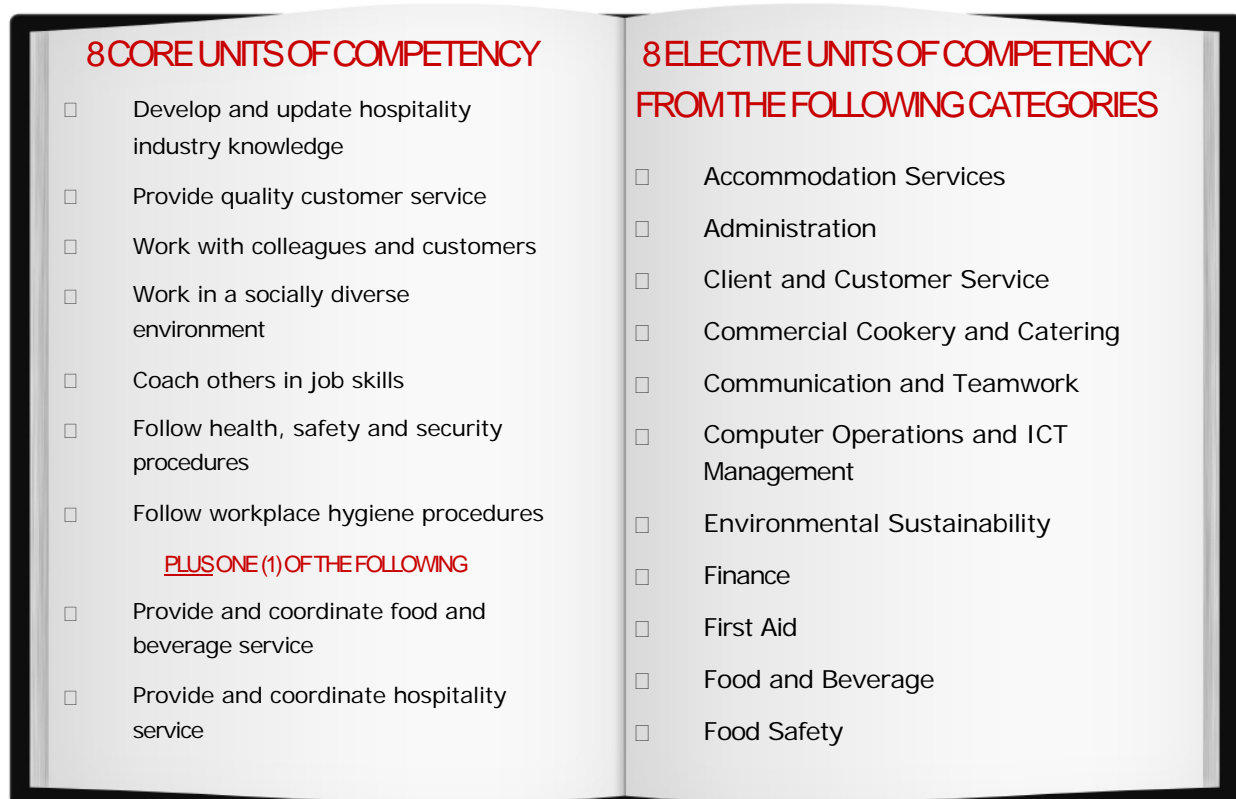 8 CORE UNITS OF COMPETENCY
Develop and update hospitality
industry knowledge
Provide quality customer service
Work with colleagues and customers
Work in a socially diverse
environment
Coach others in job skills
Follow health, safety and security
procedures
Follow workplace hygiene procedures
PLUS ONE (1) OF THE FOLLOWING
Provide and coordinate food and
beverage service
Provide and coordinate hospitality
service
8 ELECTIVE UNITS OF COMPETENCY
FROM THE FOLLOWING CATEGORIES
Accommodation Services
Administration
Client and Customer Service
Commercial Cookery and Catering
Communication and Teamwork
Computer Operations and ICT
Management
Environmental Sustainability
Finance
First Aid
Food and Beverage
Food Safety